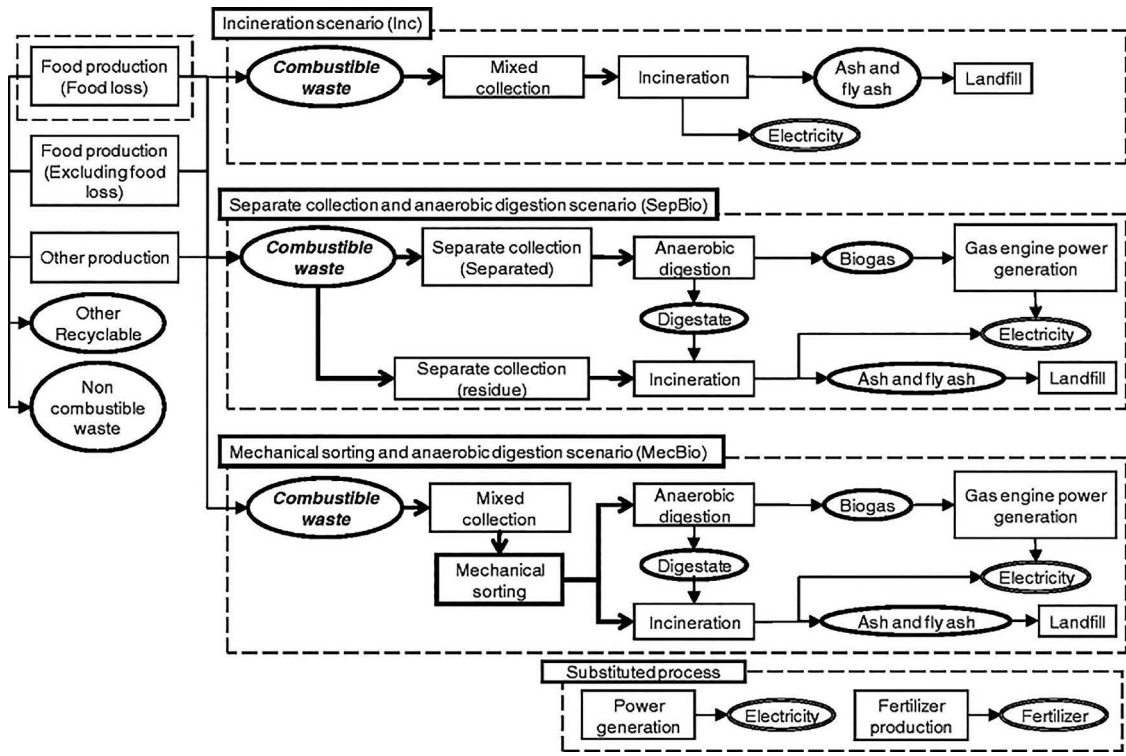 Food production
(Food loss)
Food production
(Excluding food
loss)
Other production
Other
Recyclable
Non
combustible
waste
Incineration scenario (Inc)
Combustible
waste
Mixed
collection
Incineration
Ash and
fly ash
Landfill
Electricity
Separate collection and anaerobic digestion scenario (SepBio)
Combustible
waste
Separate collection
(Separated)
Anaerobic
digestion
Biogas
Gas engine power
generation
Digestate
Electricity
Separate collection
(residue)
Incineration
Ash and fly ash
Landfill
Mechanical sorting and anaerobic digestion scenario (MecBio)
Combustible
waste
Mixed
collection
Anaerobic
digestion
Biogas
Gas engine power
generation
Mechanical
sorting
Digestate
Electricity
Incineration
Ash and fly ash
Landfill
Substituted process
Power
generation
Electricity
Fertilizer
production
Fertilizer